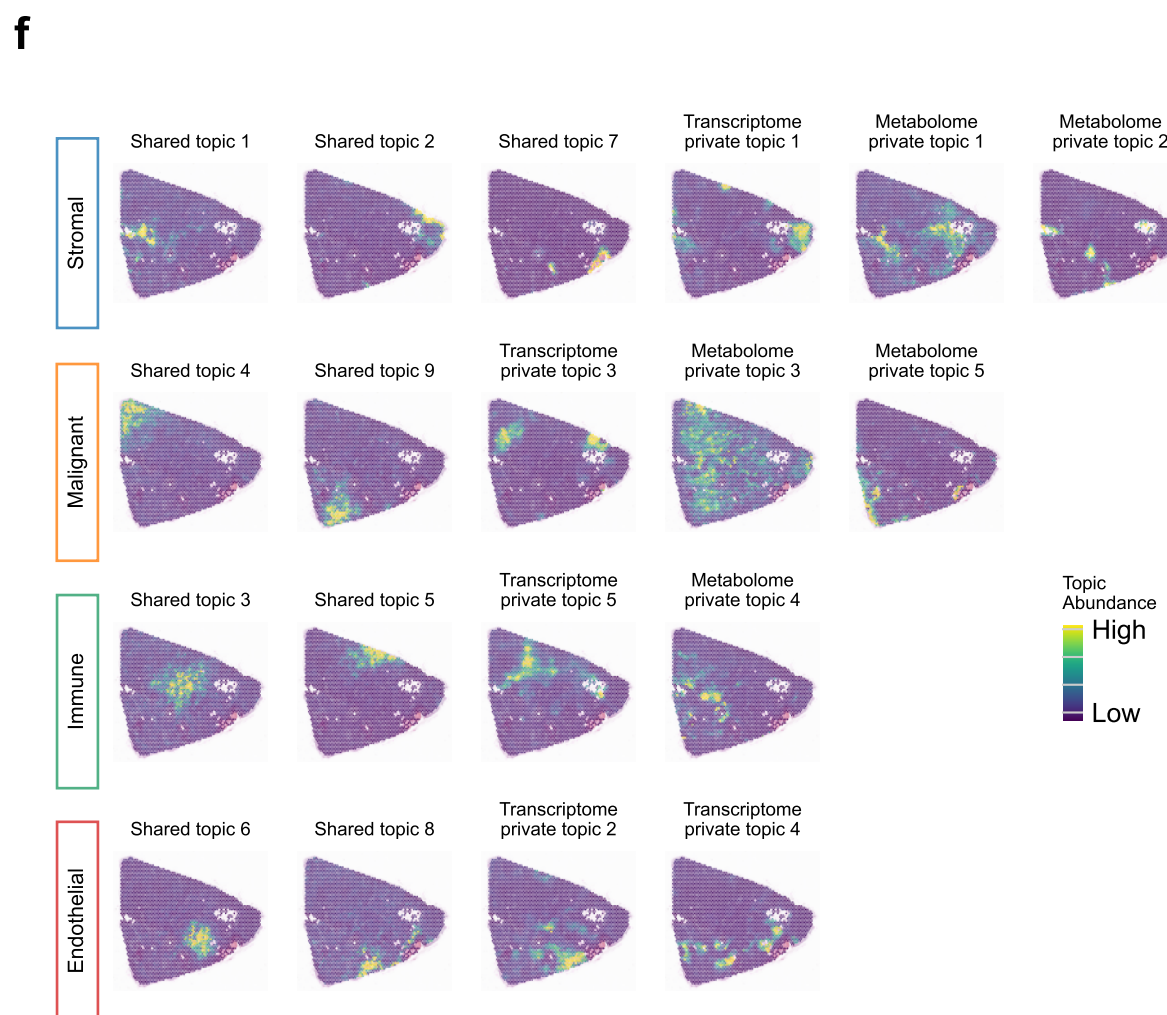 f
Shared topic 1
Shared topic 2
Shared topic 7
Transcriptome
private topic 1
Metabolome
private topic 1
Metabolome
private topic 2
Stromal
Shared topic 4
Shared topic 9
Transcriptome
private topic 3
Metabolome
private topic 3
Metabolome
private topic 5
Malignant
Shared topic 3
Shared topic 5
Transcriptome
private topic 5
Metabolome
private topic 4
Immune
Topic
Abundance
High
Low
Shared topic 6
Shared topic 8
Transcriptome
private topic 2
Transcriptome
private topic 4
Endothelial